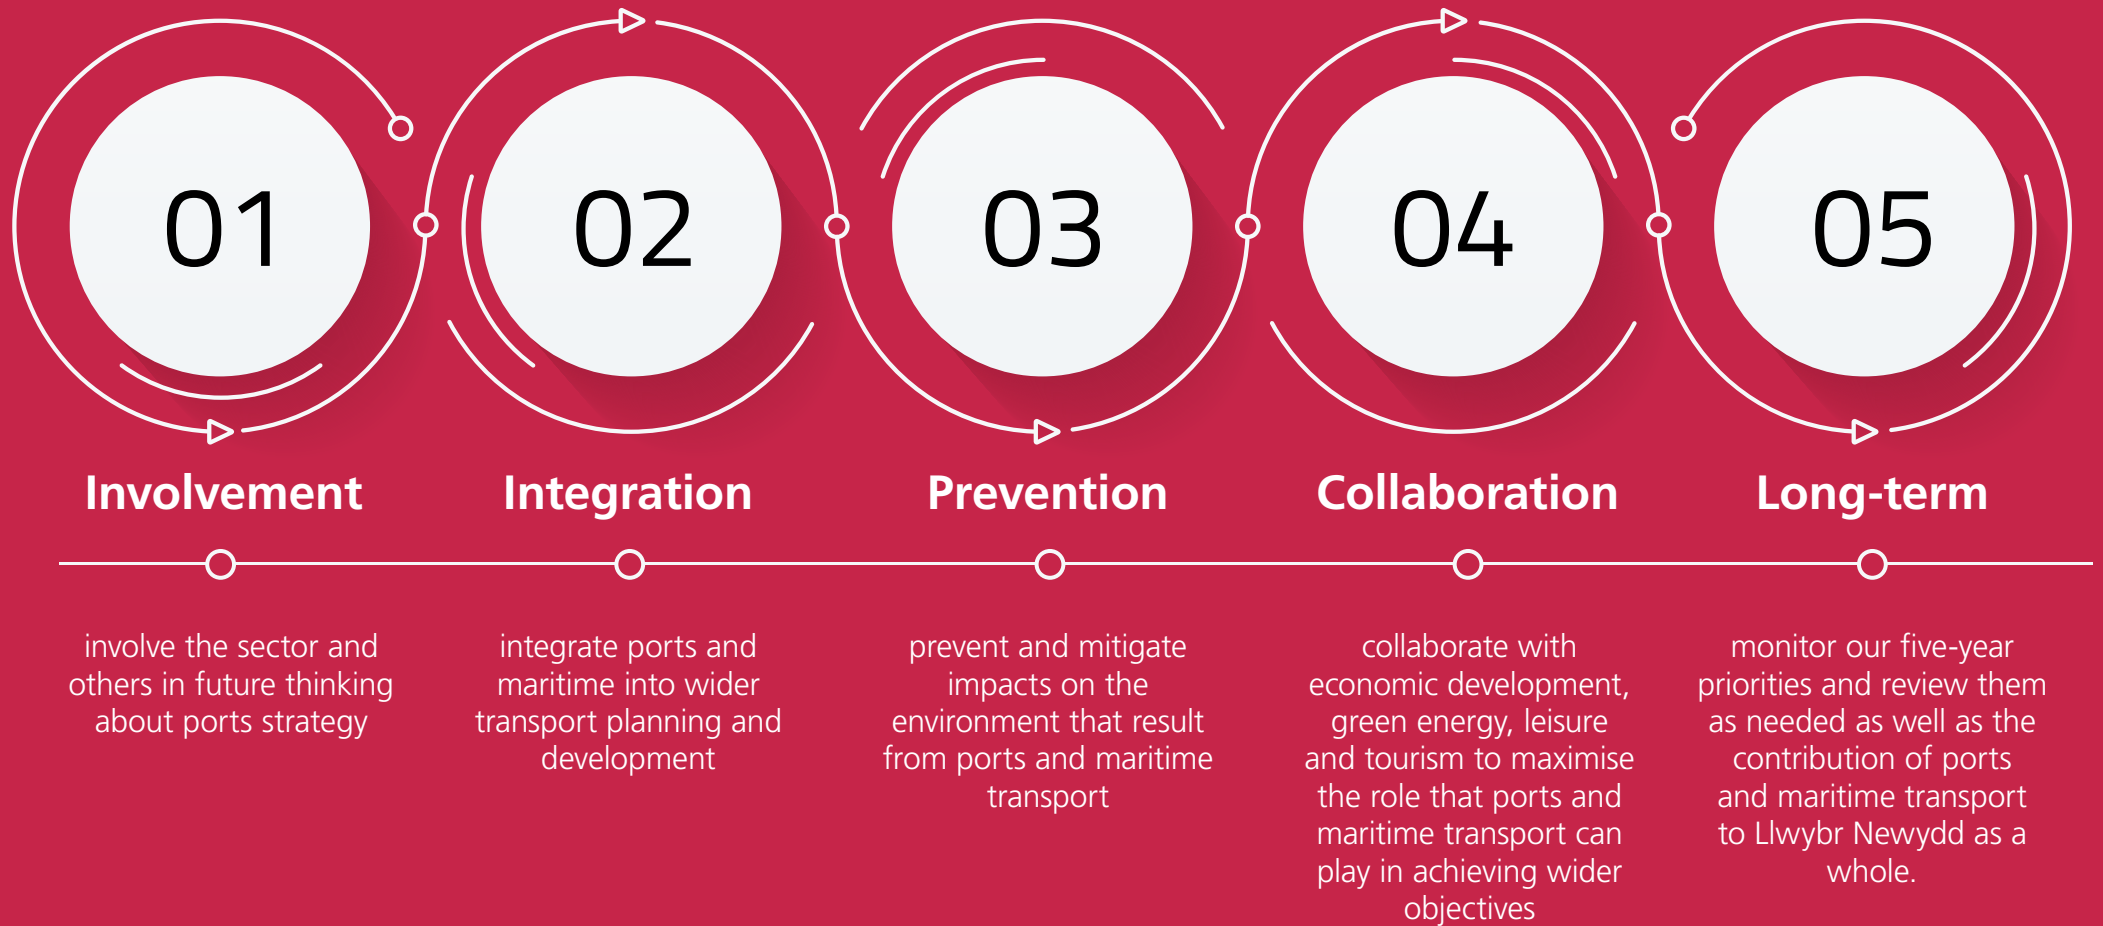 01
Involvement
involve the sector and
others in future thinking
about ports strategy
02
Integration
integrate ports and
maritime into wider
transport planning and
development
03
Prevention
prevent and mitigate
impacts on the
environment that result
from ports and maritime
transport
04
Collaboration
collaborate with
economic development,
green energy, leisure
and tourism to maximise
the role that ports and
maritime transport can
play in achieving wider
objectives
05
Long-term
monitor our five-year
priorities and review them
as needed as well as the
contribution of ports
and maritime transport
to Llwybr Newydd as a
whole.